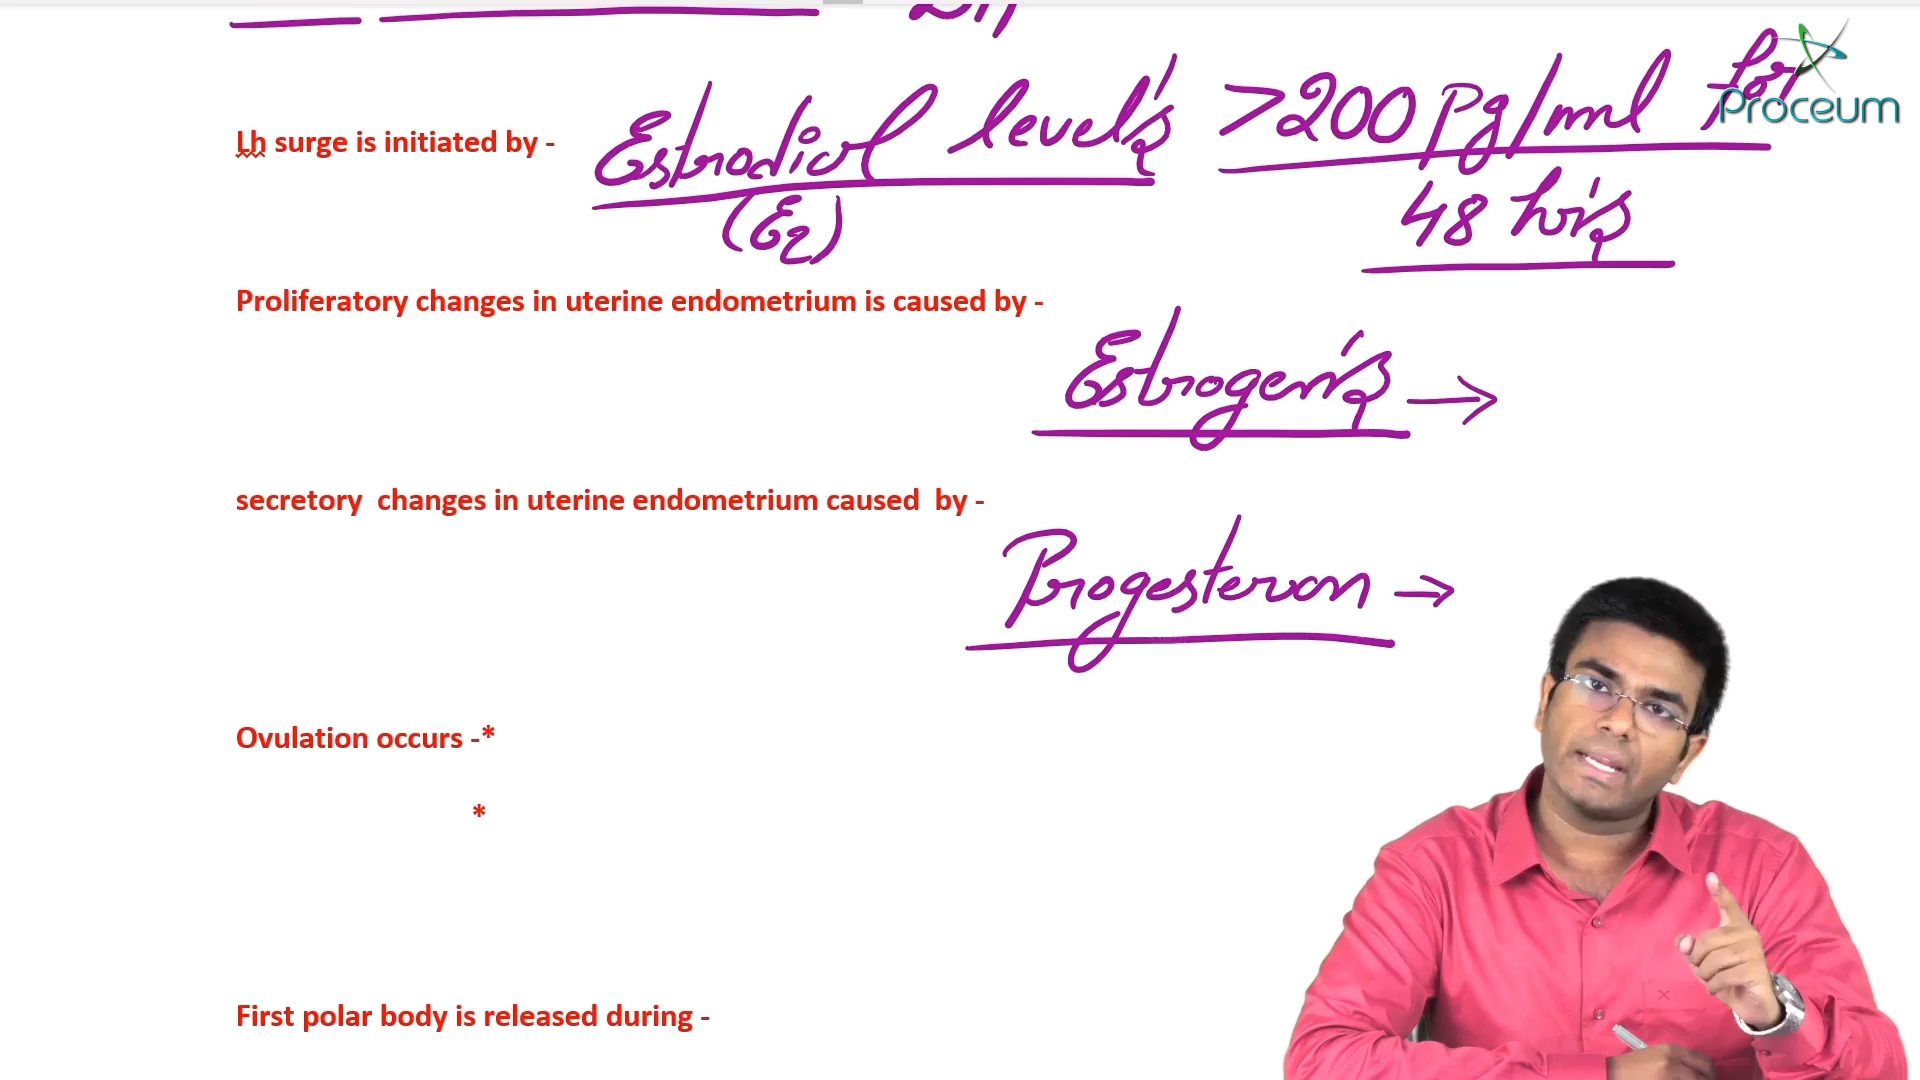 Proceum
Lh surge is initiated by - Estradiol levels >200 pg/ml for
(E2) 48 hrs
Proliferatory changes in uterine endometrium is caused by -
Estrogen's →
secretory changes in uterine endometrium caused by -
Progesteron →
Ovulation occurs -*
*
First polar body is released during -